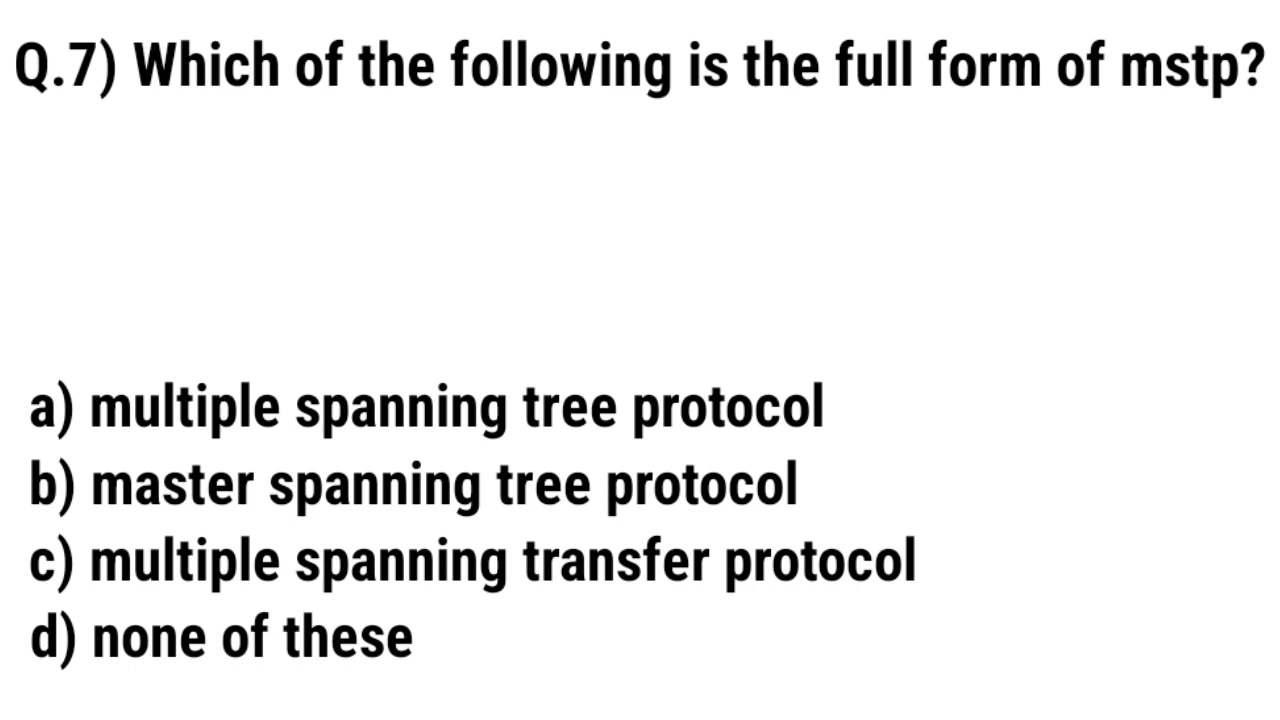 Q.7) Which of the following is the full form of mstp?
a) multiple spanning tree protocol
b) master spanning tree protocol
c) multiple spanning transfer protocol
d) none of these